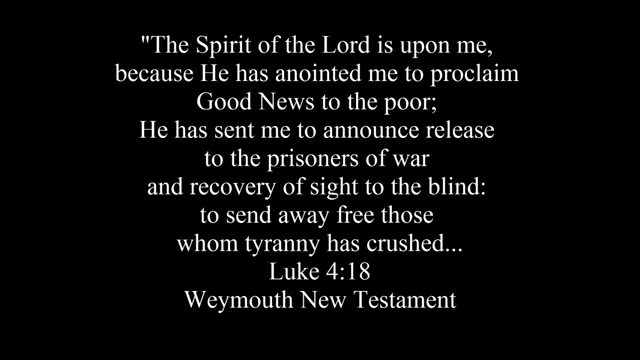 "The Spirit of the Lord is upon me,
because He has anointed me to proclaim
Good News to the poor;
He has sent me to announce release
to the prisoners of war
and recovery of sight to the blind:
to send away free those
whom tyranny has crushed...
Luke 4:18
Weymouth New Testament